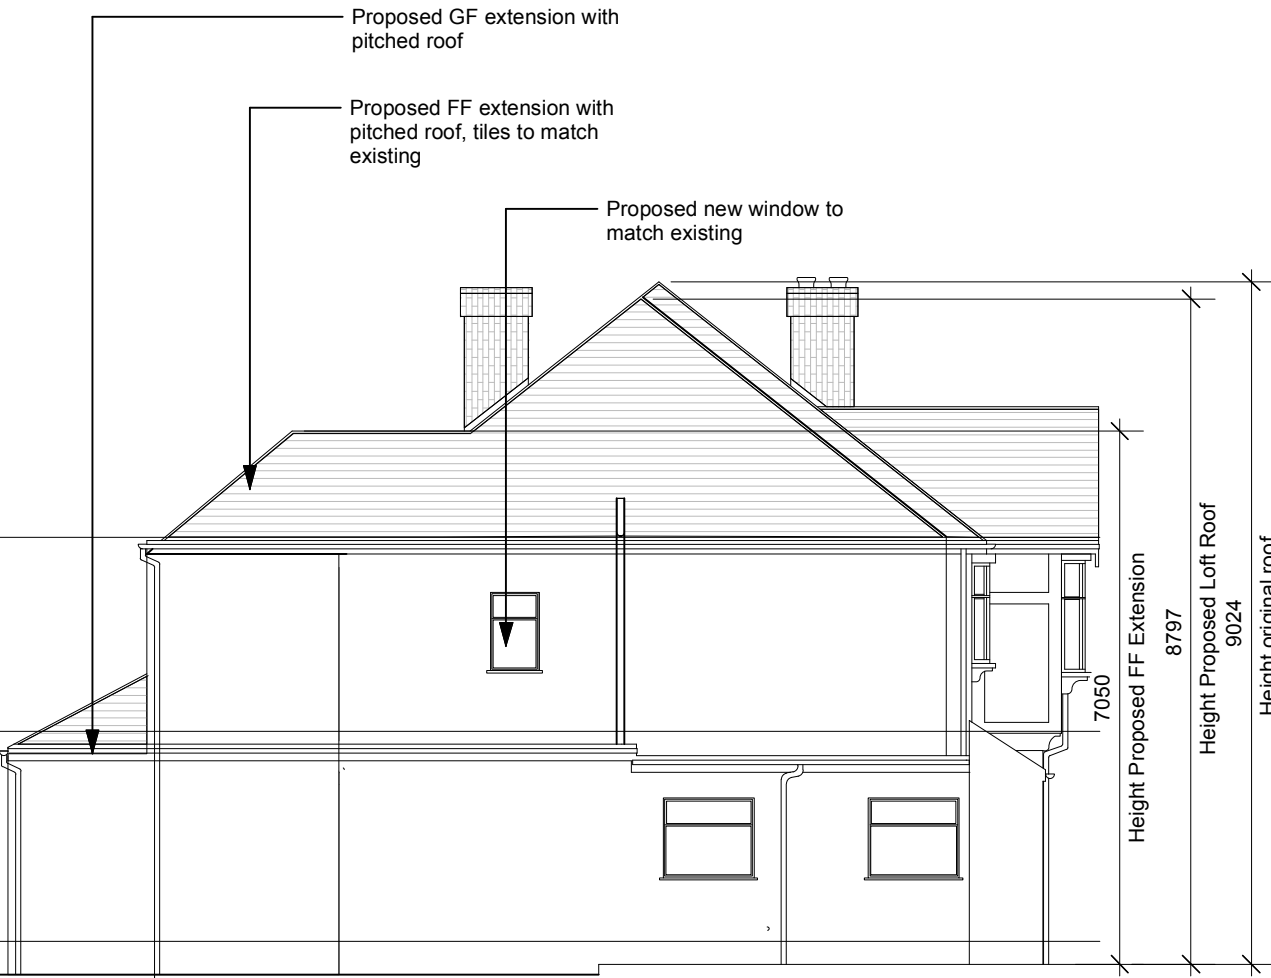 Proposed GF extension with
pitched roof
Proposed FF extension with
pitched roof, tiles to match
existing
Proposed new window to
match existing
7050
Height Proposed FF Extension
8797
Height Proposed Loft Roof
9024
Height original roof